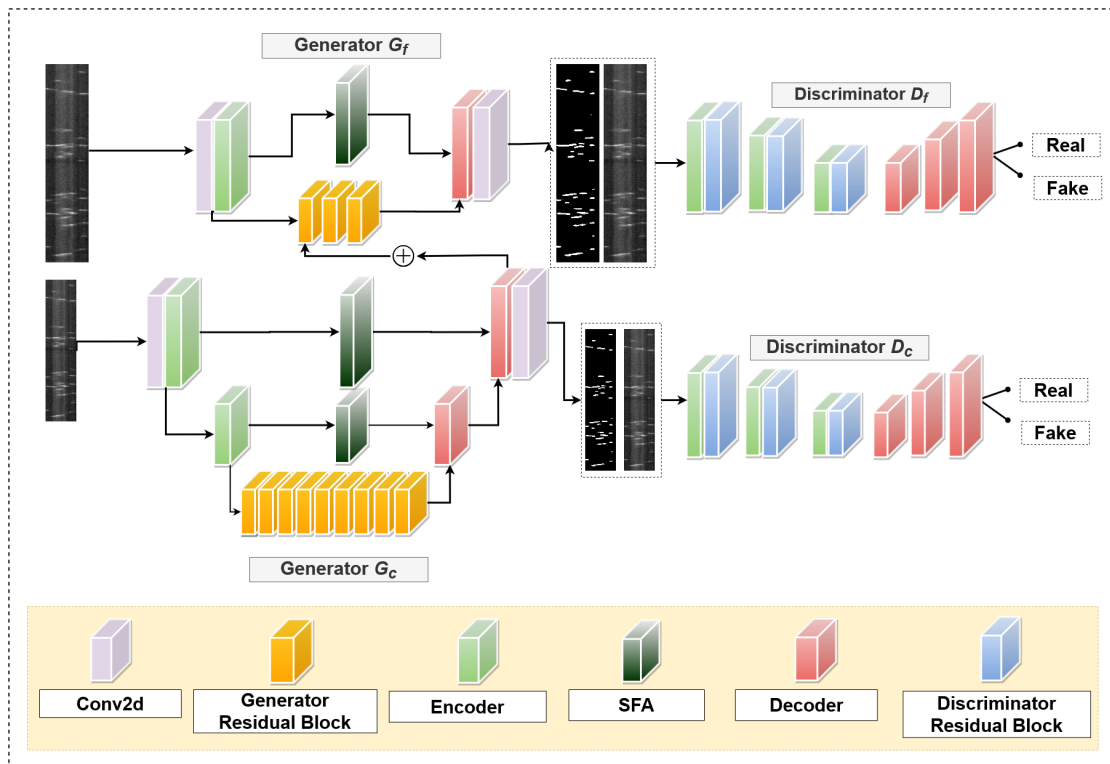 Generator Gf
Discriminator Df
Real
Fake
Discriminator Dc
Real
Fake
Generator Gc
Conv2d
Generator
Residual Block
Encoder
SFA
Decoder
Discriminator
Residual Block